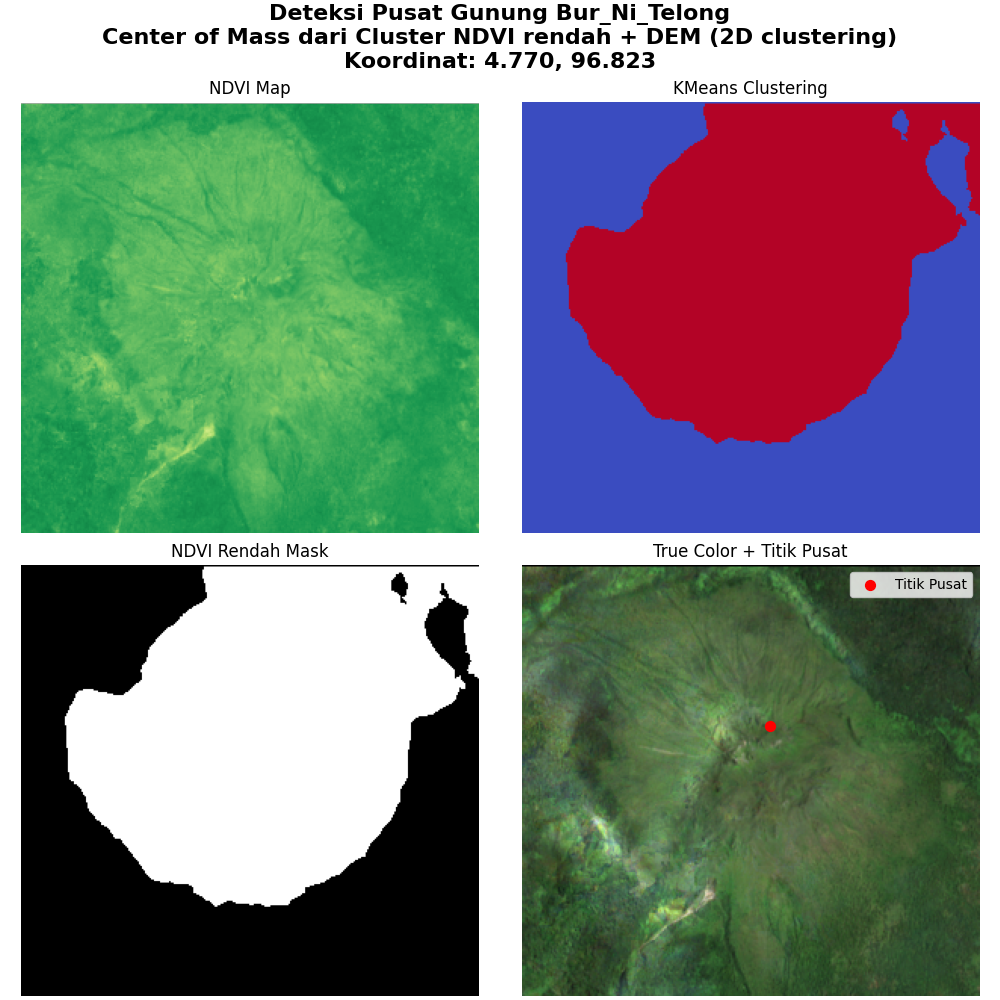 Deteksi Pusat Gunung Bur_Ni_Telong
Center of Mass dari Cluster NDVI rendah + DEM (2D clustering)
Koordinat: 4.770, 96.823
NDVI Map
KMeans Clustering
NDVI Rendah Mask
True Color + Titik Pusat
Titik Pusat